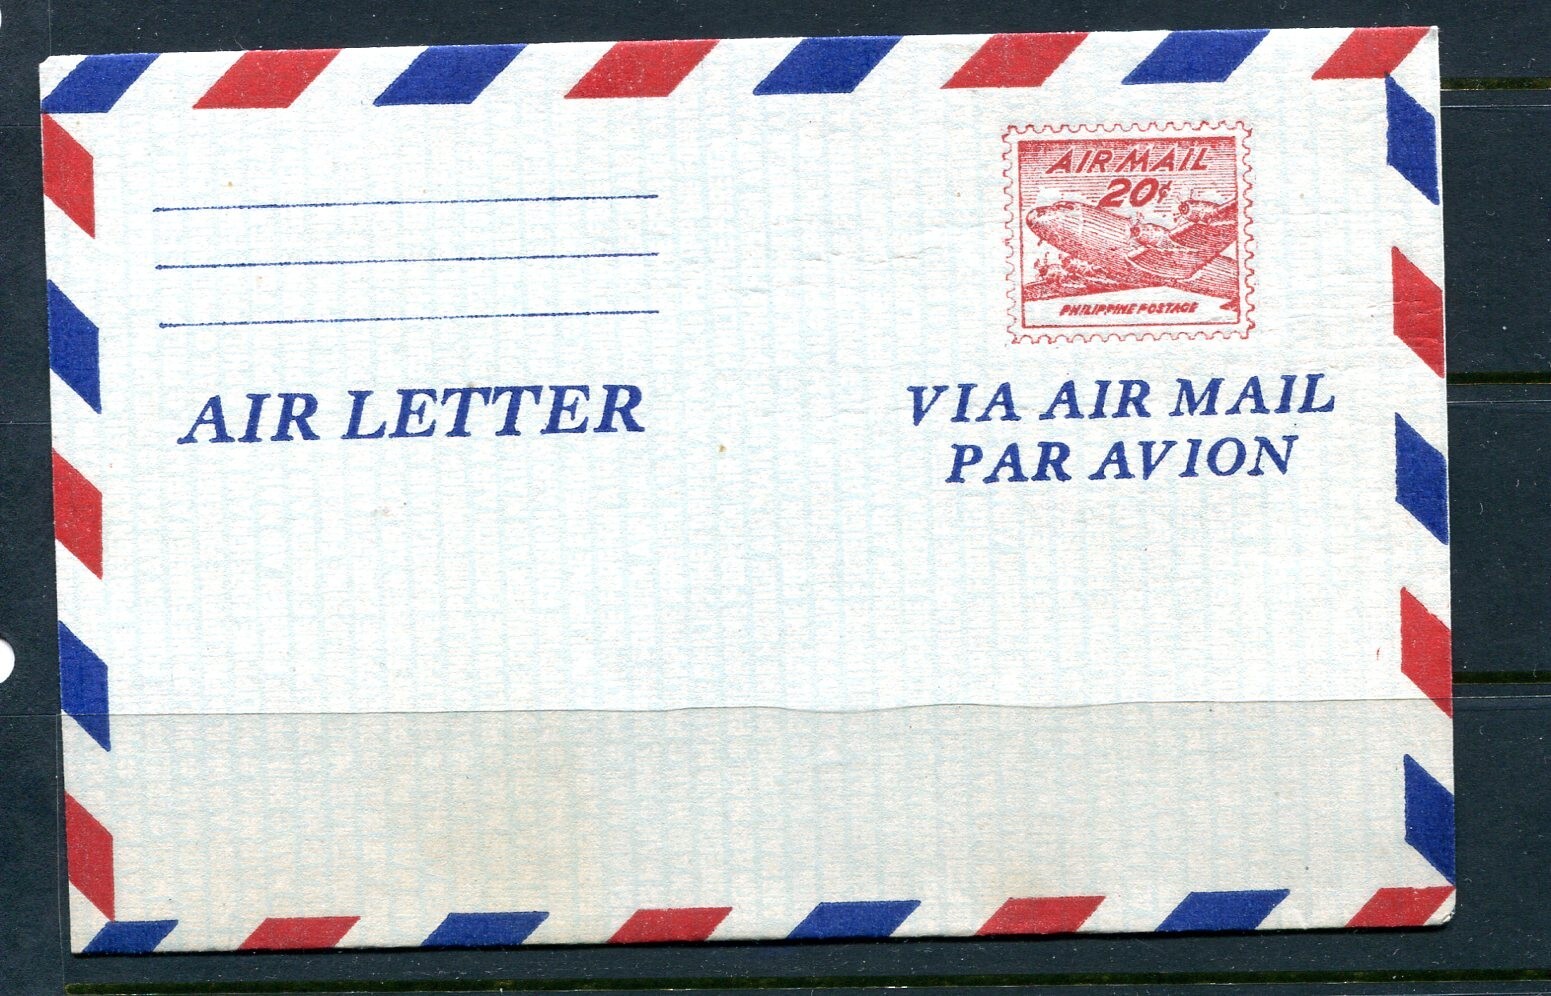 AIR MAIL
20¢
PHILIPPINE POSTAGE
AIR LETTER
VIA AIR MAIL
PAR AVION